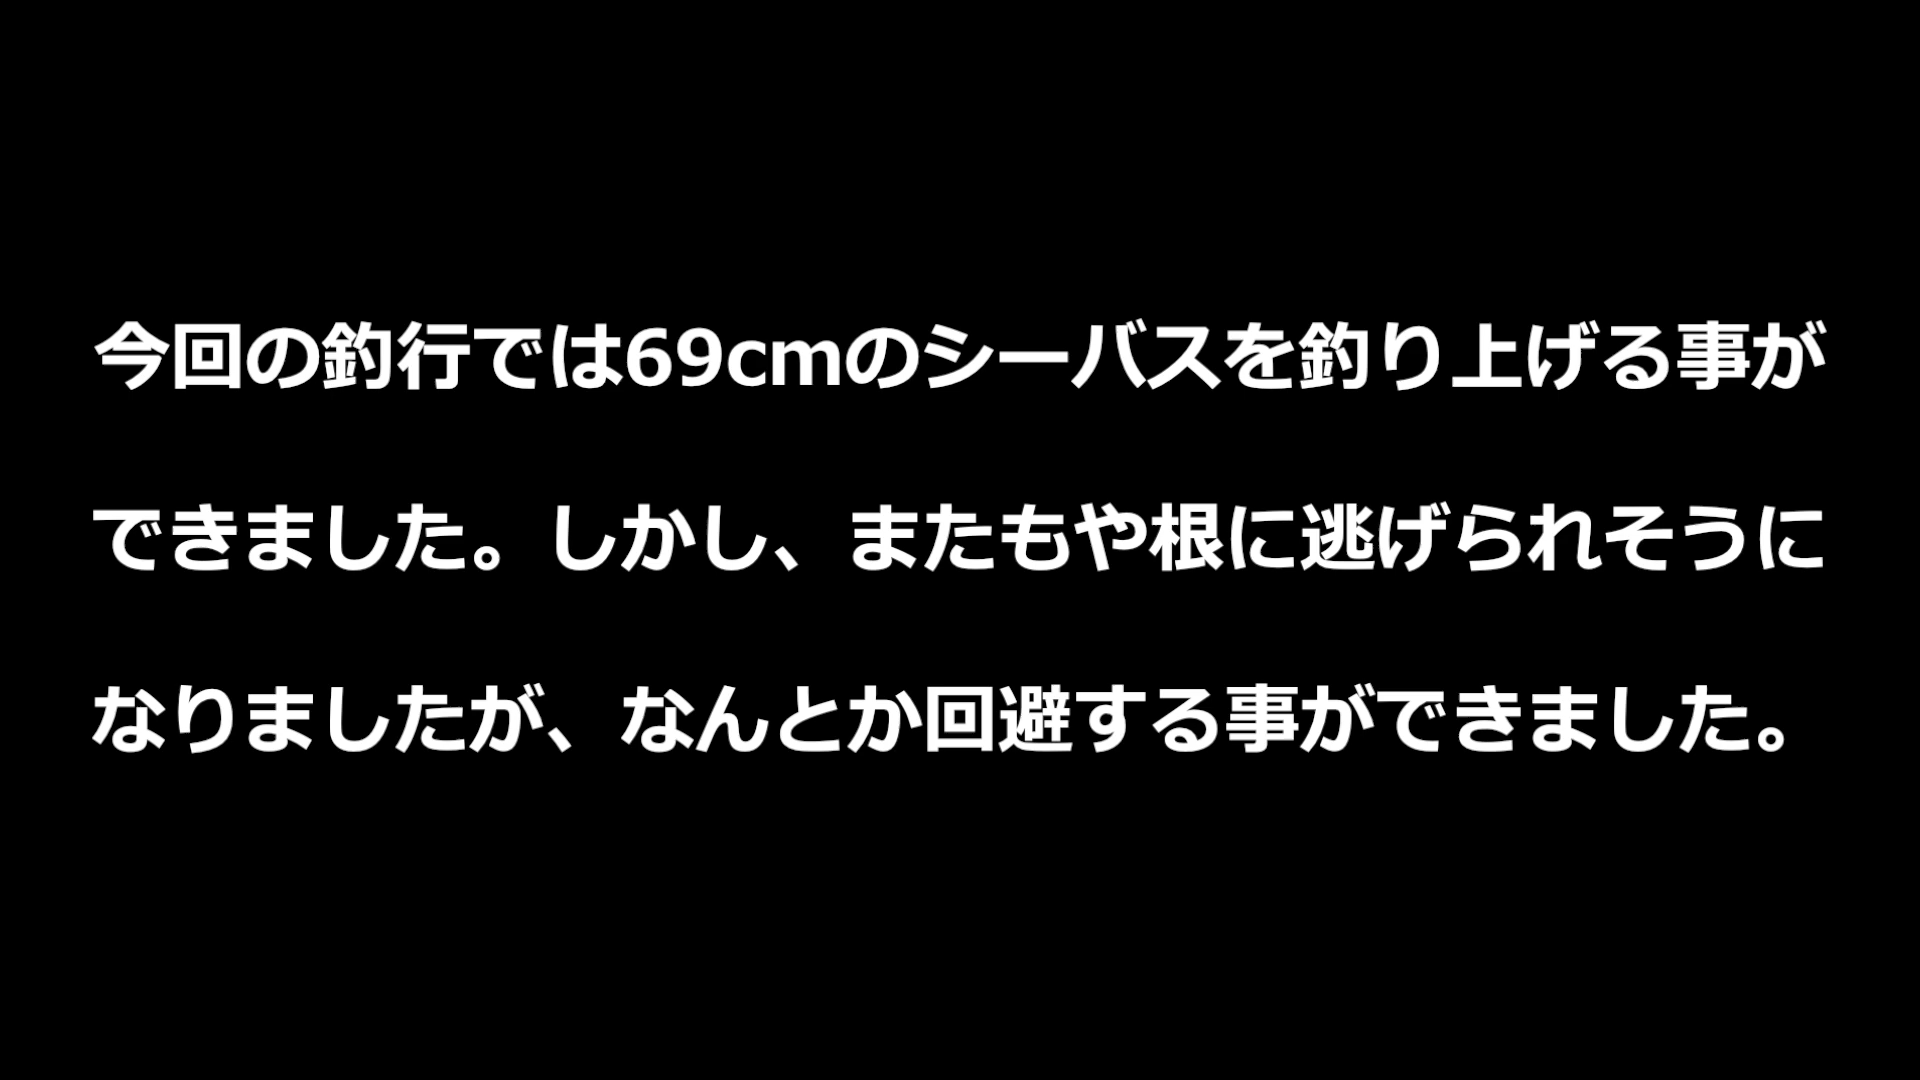 今回の釣行では69cmのシーバスを釣り上げる事が
できました。しかし、またもや根に逃げられそうに
なりましたが、なんとか回避する事ができました。